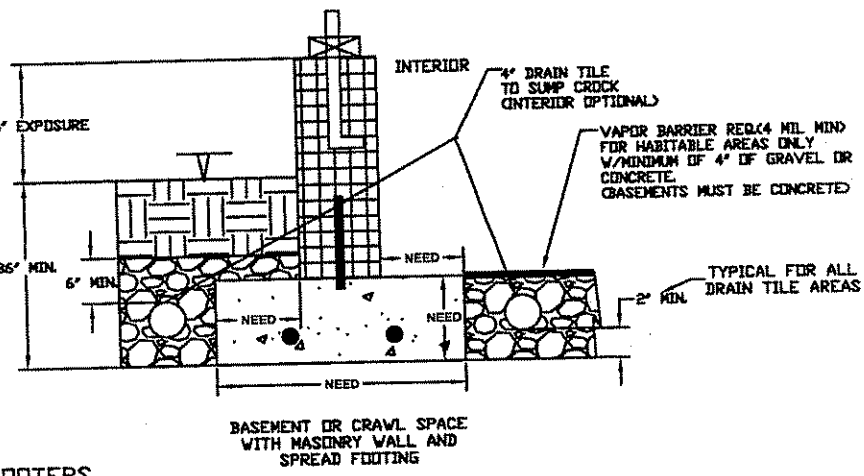 INTERIOR
4" DRAIN TILE
TO SUMP CROCK
(INTERIOR OPTIONAL)
" EXPOSURE
VAPOR BARRIER REQ.(4 MIL MIN)
FOR HABITABLE AREAS ONLY
W/MINIMUM OF 4" OF GRAVEL OR
CONCRETE.
(BASEMENTS MUST BE CONCRETE)
36" MIN.
6" MIN.
NEED
NEED
NEED
NEED
2" MIN.
TYPICAL FOR ALL
DRAIN TILE AREAS
BASEMENT OR CRAWL SPACE
WITH MASONRY WALL AND
SPREAD FOOTING